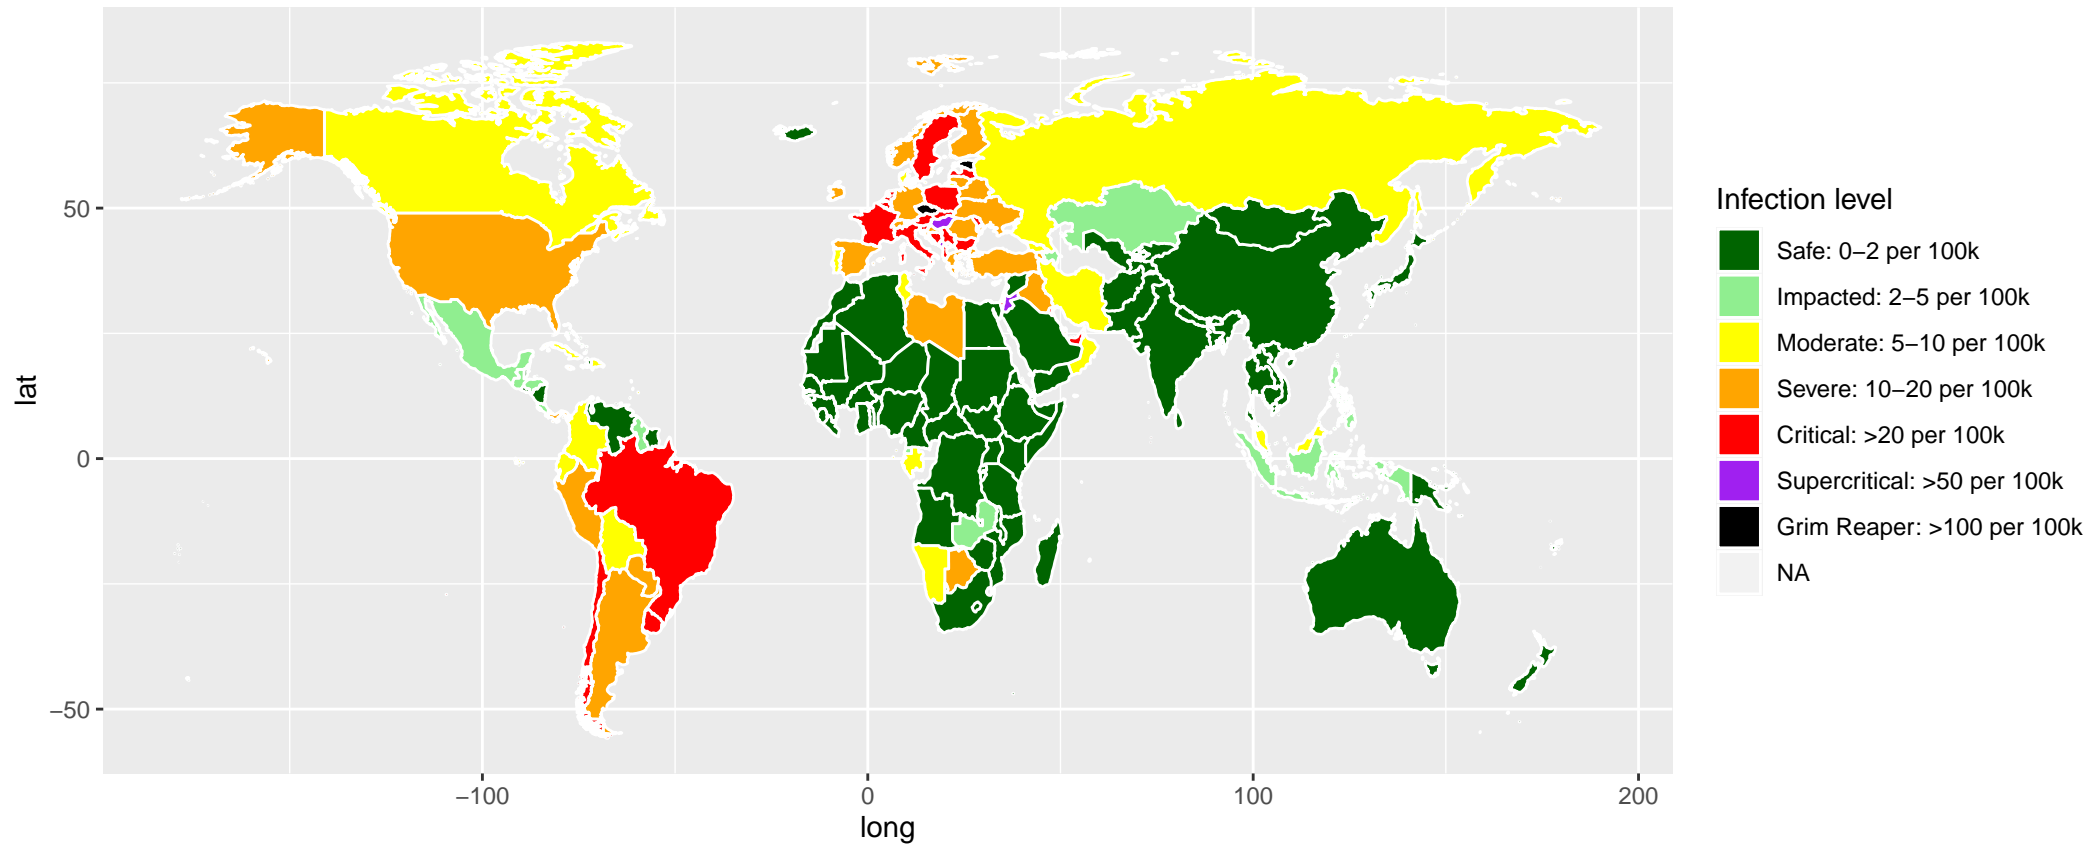 50
0
−50
lat
−100
0
100
200
long
Infection level
Safe: 0−2 per 100k
Impacted: 2−5 per 100k
Moderate: 5−10 per 100k
Severe: 10−20 per 100k
Critical: >20 per 100k
Supercritical: >50 per 100k
Grim Reaper: >100 per 100k
NA